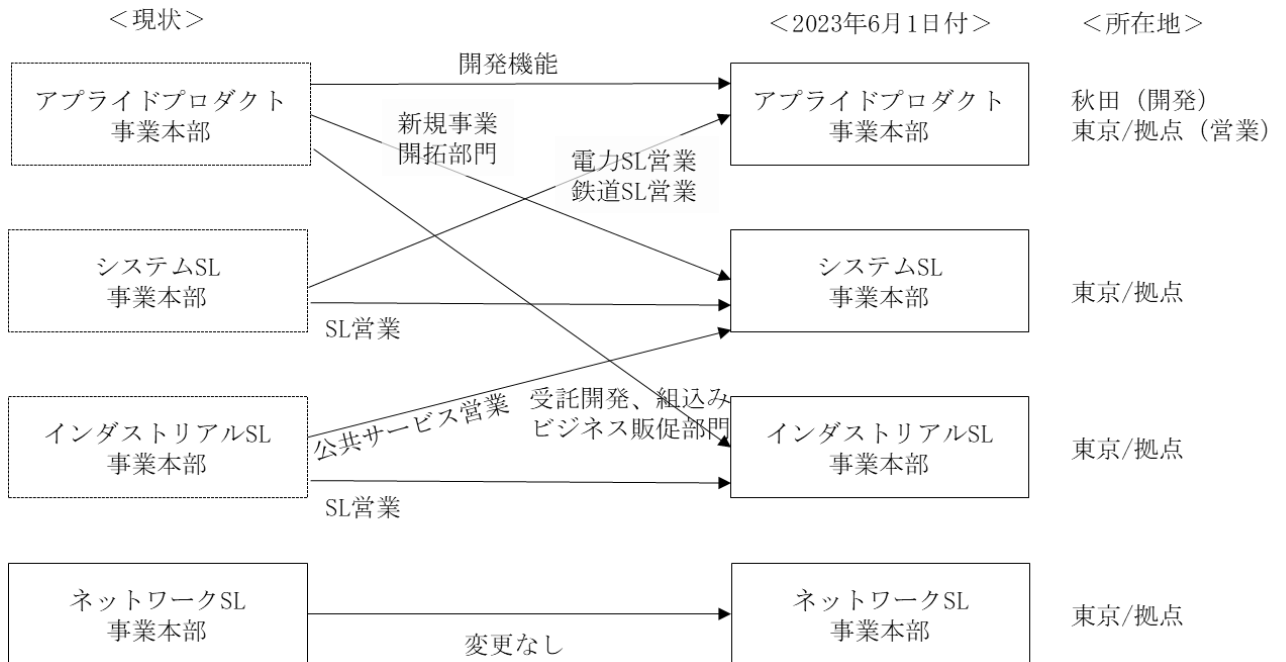 ＜現状＞
＜2023年6月1日付＞
＜所在地＞
開発機能
アプライドプロダクト
事業本部
新規事業
開拓部門
電力SL営業
鉄道SL営業
アプライドプロダクト
事業本部
秋田（開発）
東京/拠点（営業）
システムSL
事業本部
SL営業
システムSL
事業本部
東京/拠点
インダストリアルSL
事業本部
公共サービス営業
受託開発、組込み
ビジネス販促部門
SL営業
インダストリアルSL
事業本部
東京/拠点
ネットワークSL
事業本部
変更なし
ネットワークSL
事業本部
東京/拠点